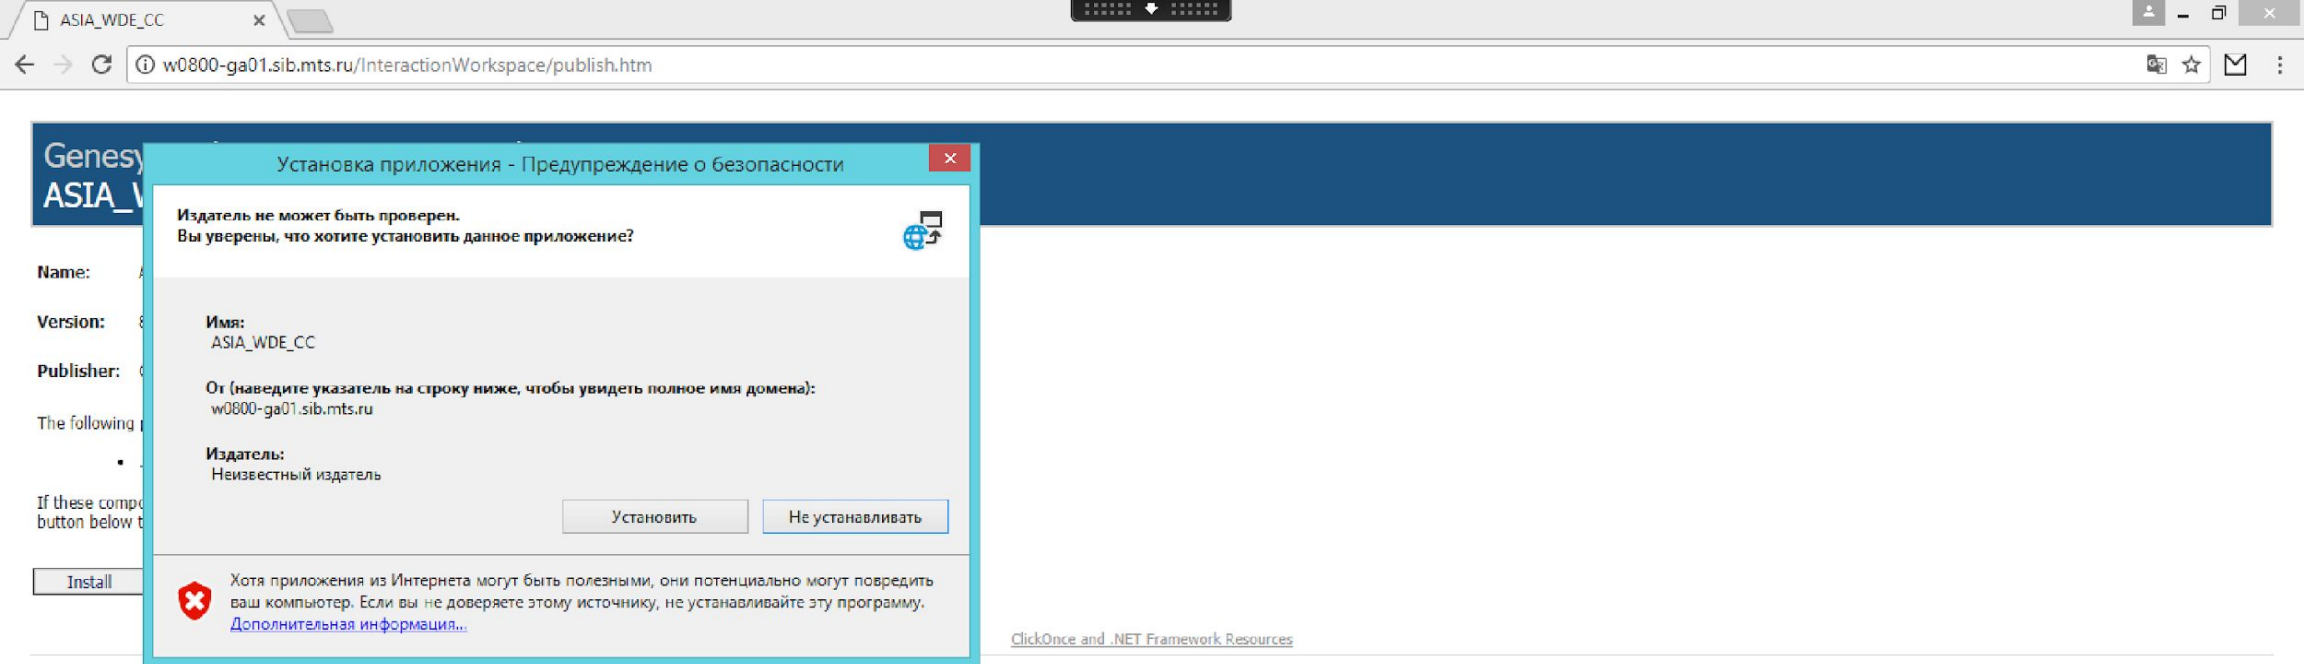 ASIA_WDE_CC
w0800-ga01.sib.mts.ru/InteractionWorkspace/publish.htm
Genesy
ASIA_
Установка приложения - Предупреждение о безопасности
Издатель не может быть проверен.
Вы уверены, что хотите установить данное приложение?
Name:
Version:
Publisher:
The following
If these compo
button below t
Install
Имя:
ASIA_WDE_CC
От (наведите указатель на строку ниже, чтобы увидеть полное имя домена):
w0800-ga01.sib.mts.ru
Издатель:
Неизвестный издатель
Установить
Не устанавливать
Хотя приложения из Интернета могут быть полезными, они потенциально могут повредить
ваш компьютер. Если вы не доверяете этому источнику, не устанавливайте эту программу.
Дополнительная информация...
ClickOnce and .NET Framework Resources